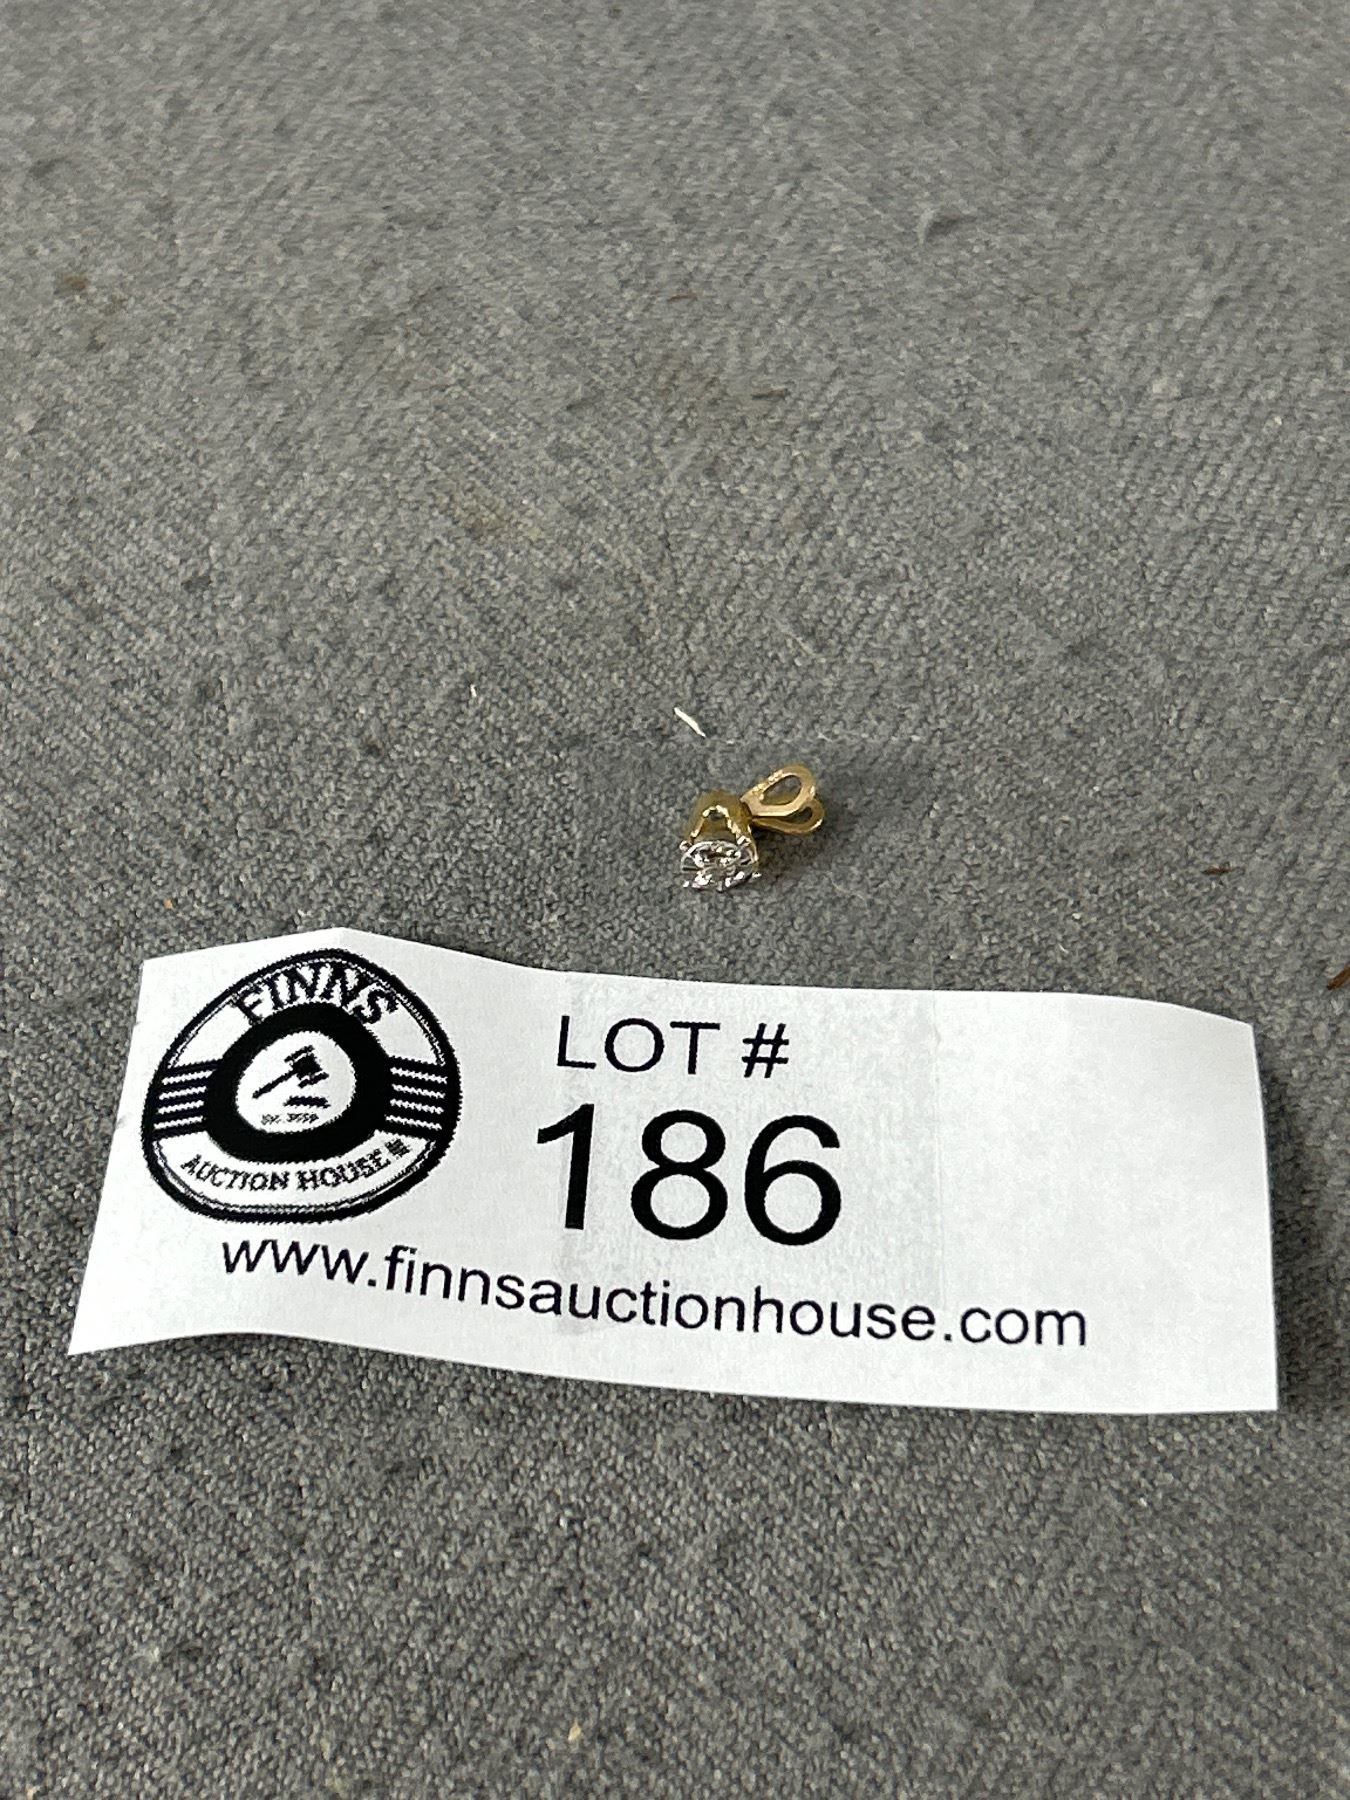 FINNS
AUCTION HOUSE
LOT #
186
www.finnsauctionhouse.com